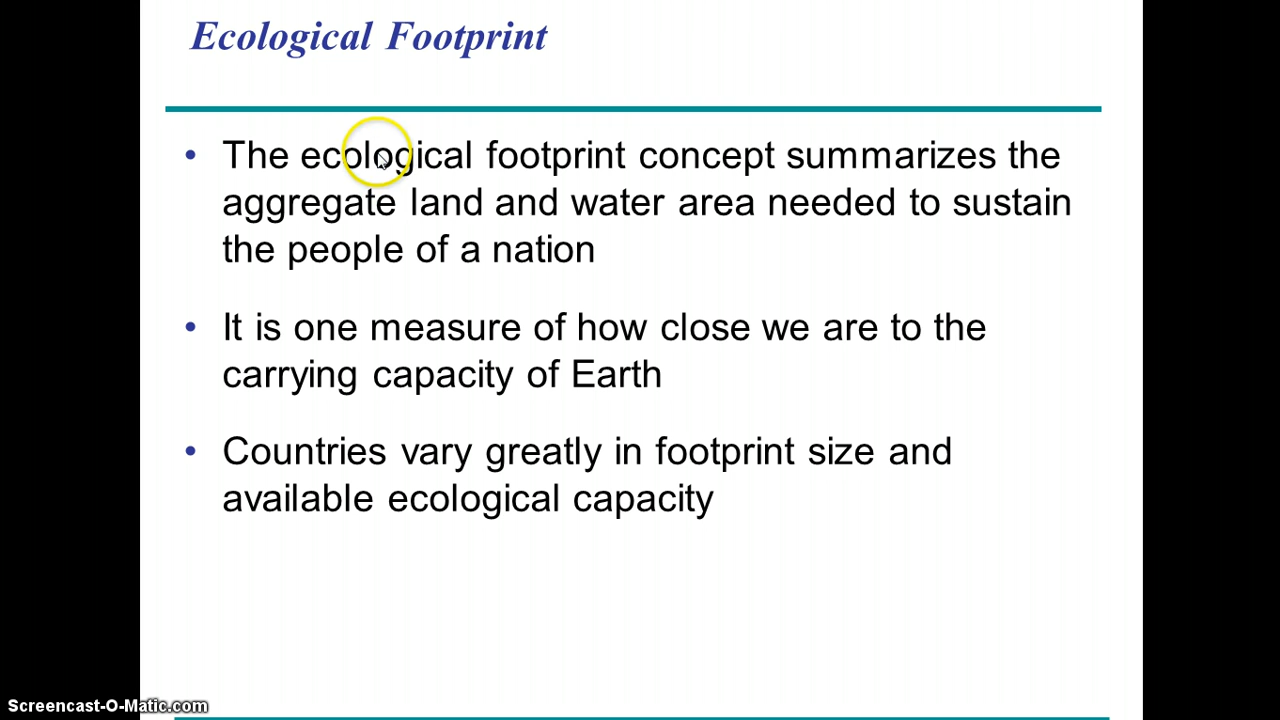 Ecological Footprint
• The ecological footprint concept summarizes the
aggregate land and water area needed to sustain
the people of a nation
• It is one measure of how close we are to the
carrying capacity of Earth
• Countries vary greatly in footprint size and
available ecological capacity
Screencast-O-Matic.com